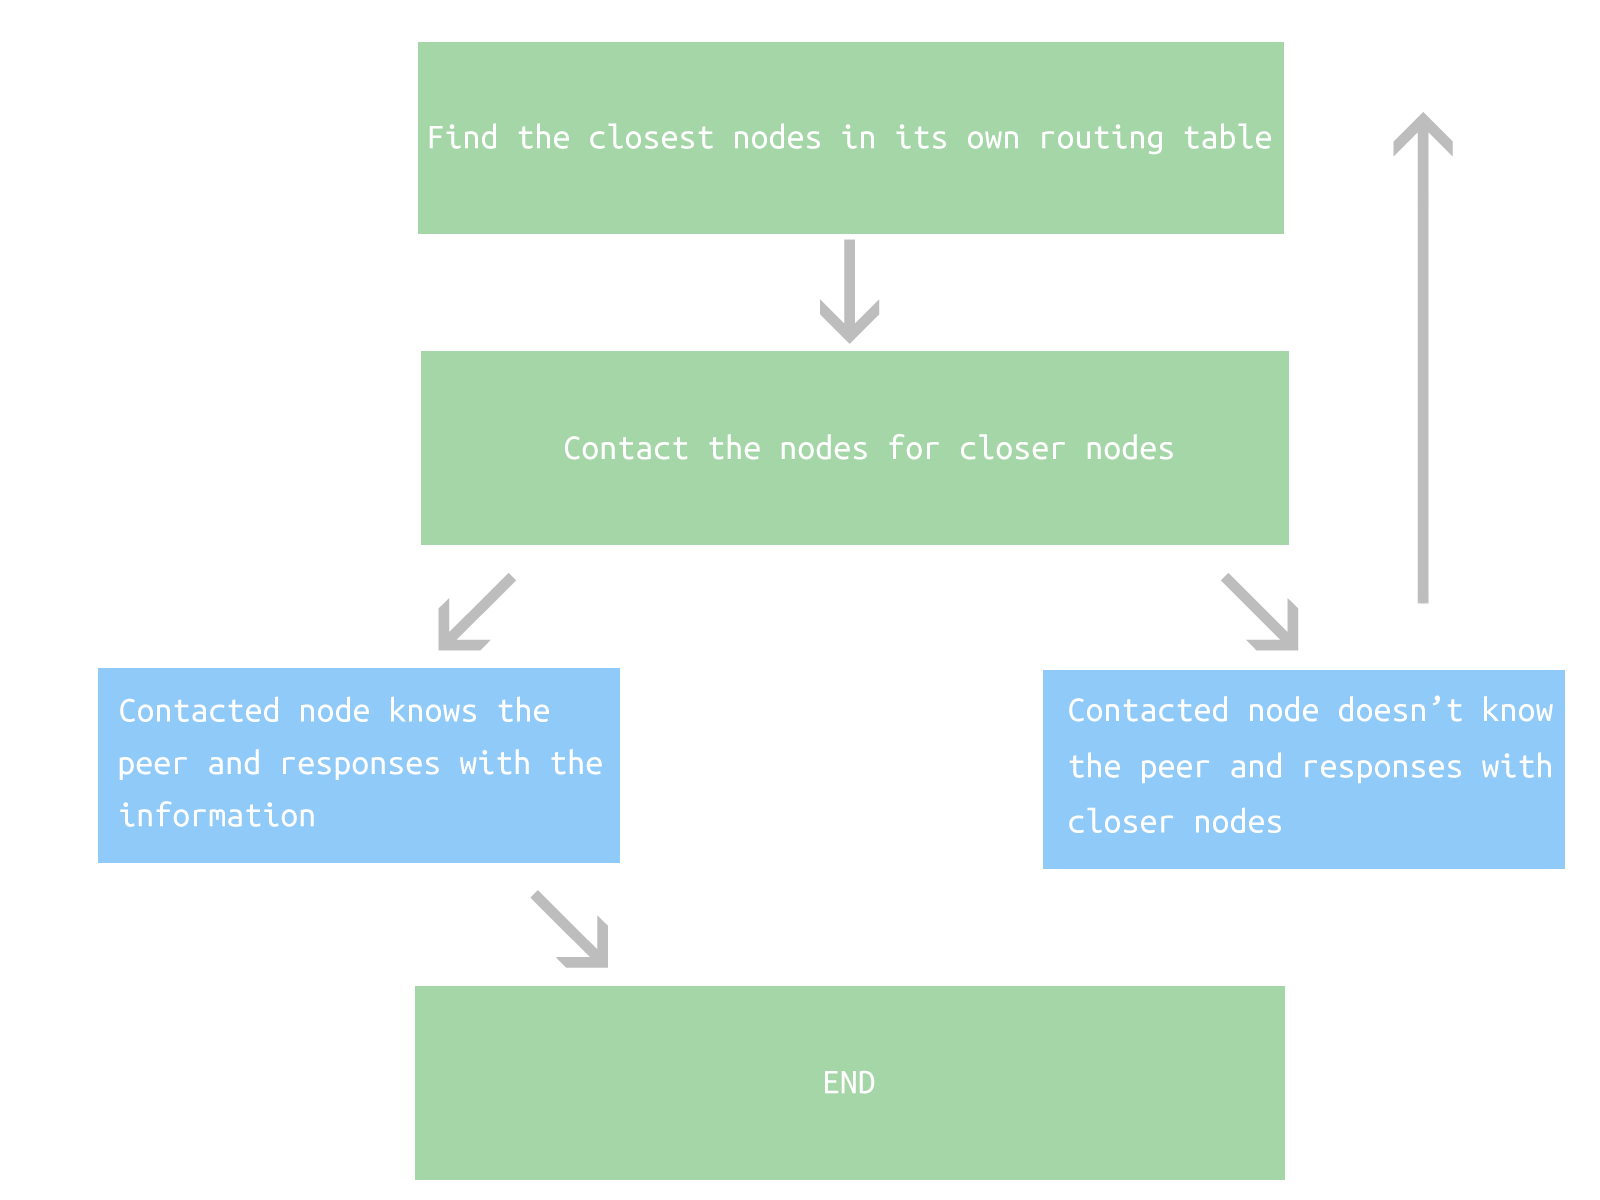 Find the closest nodes in its own routing table
Contact the nodes for closer nodes
Contacted node knows the
peer and responses with the
information
Contacted node doesn’t know
the peer and responses with
closer nodes
END